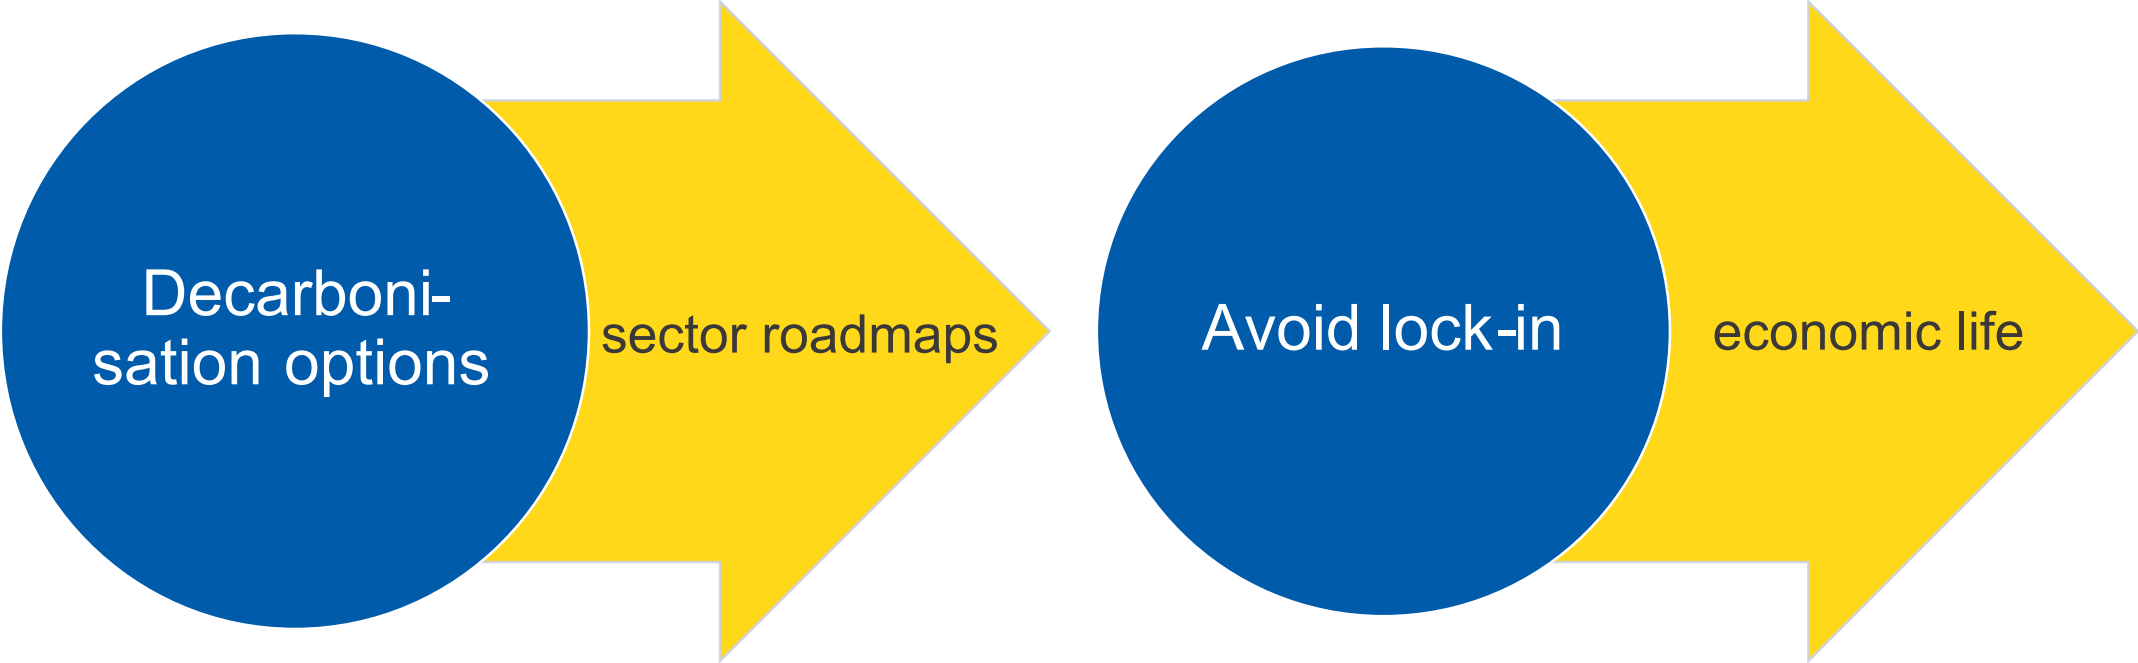 Decarboni-
sation options
sector roadmaps
Avoid lock-in
economic life